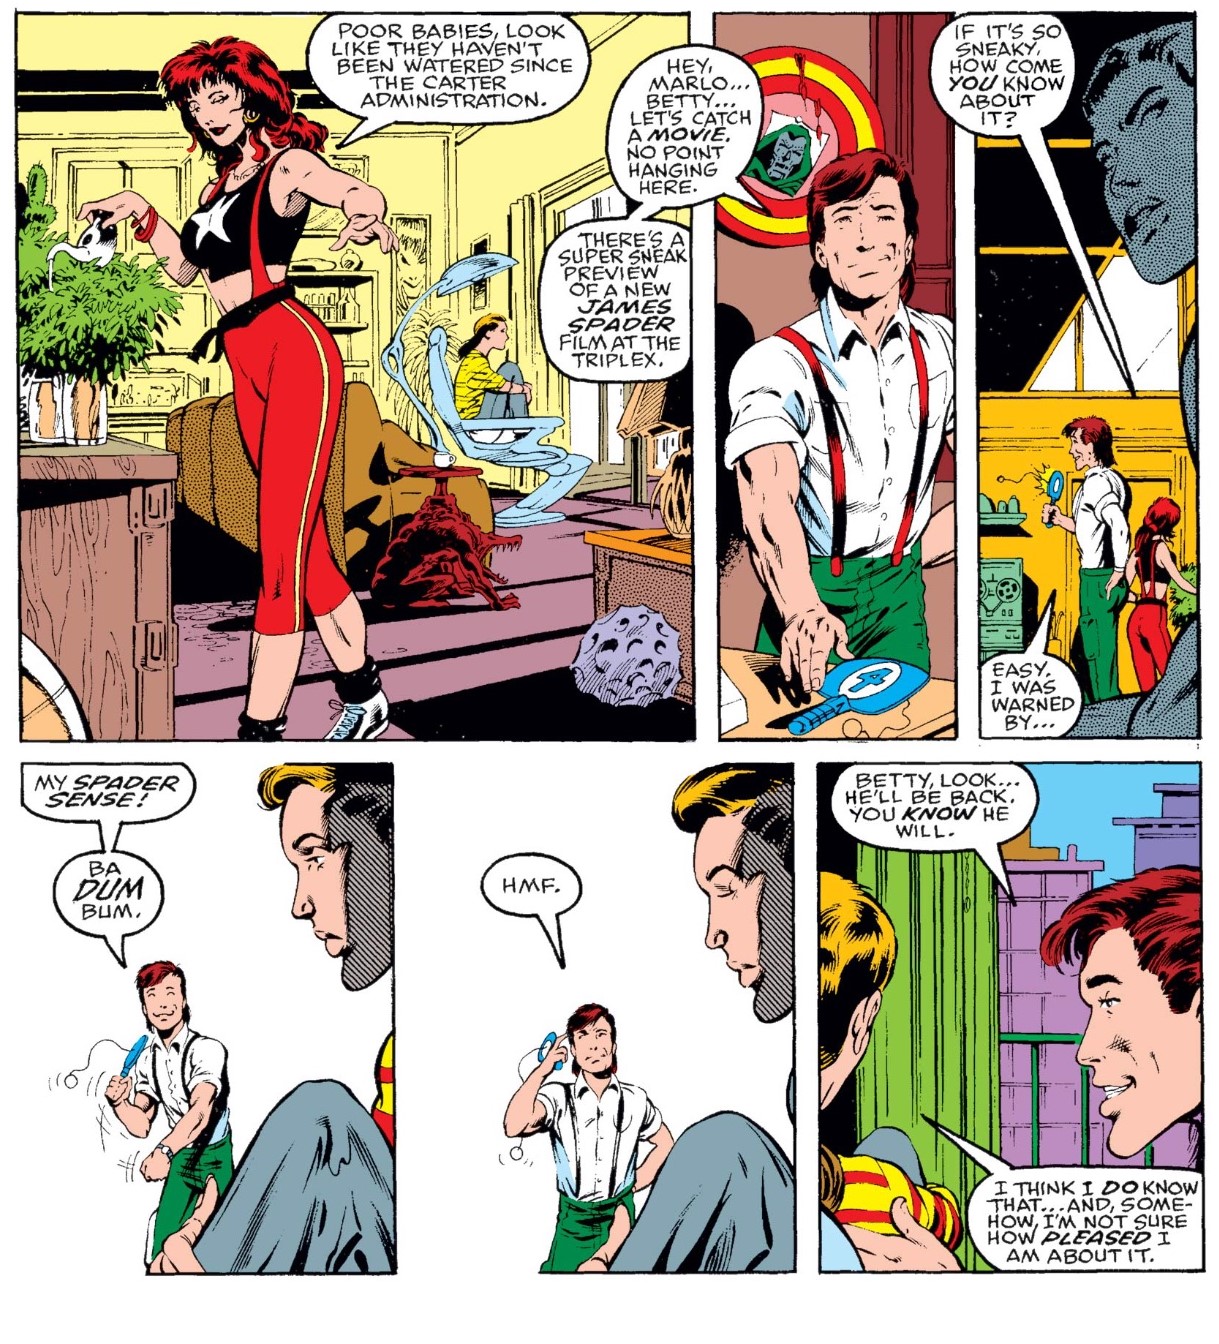 POOR BABIES, LOOK
LIKE THEY HAVEN'T
BEEN WATERED SINCE
THE CARTER
ADMINISTRATION.
HEY,
MARLO...
BETTY...
LET'S CATCH
A MOVIE.
NO POINT
HANGING
HERE.
THERE'S A
SUPER SNEAK
PREVIEW
OF A NEW
JAMES
SPADER
FILM AT THE
TRIPLEX.
4
IF IT'S SO
SNEAKY,
HOW COME
YOU KNOW
ABOUT
IT?
EASY.
I WAS
WARNED
BY...
MY SPADER
SENSE!
BA
DUM
BUM.
HMF.
BETTY, LOOK...
HE'LL BE BACK.
YOU KNOW HE
WILL.
I THINK I DO KNOW
THAT...AND, SOME-
HOW, I'M NOT SURE
HOW PLEASED I
AM ABOUT IT.